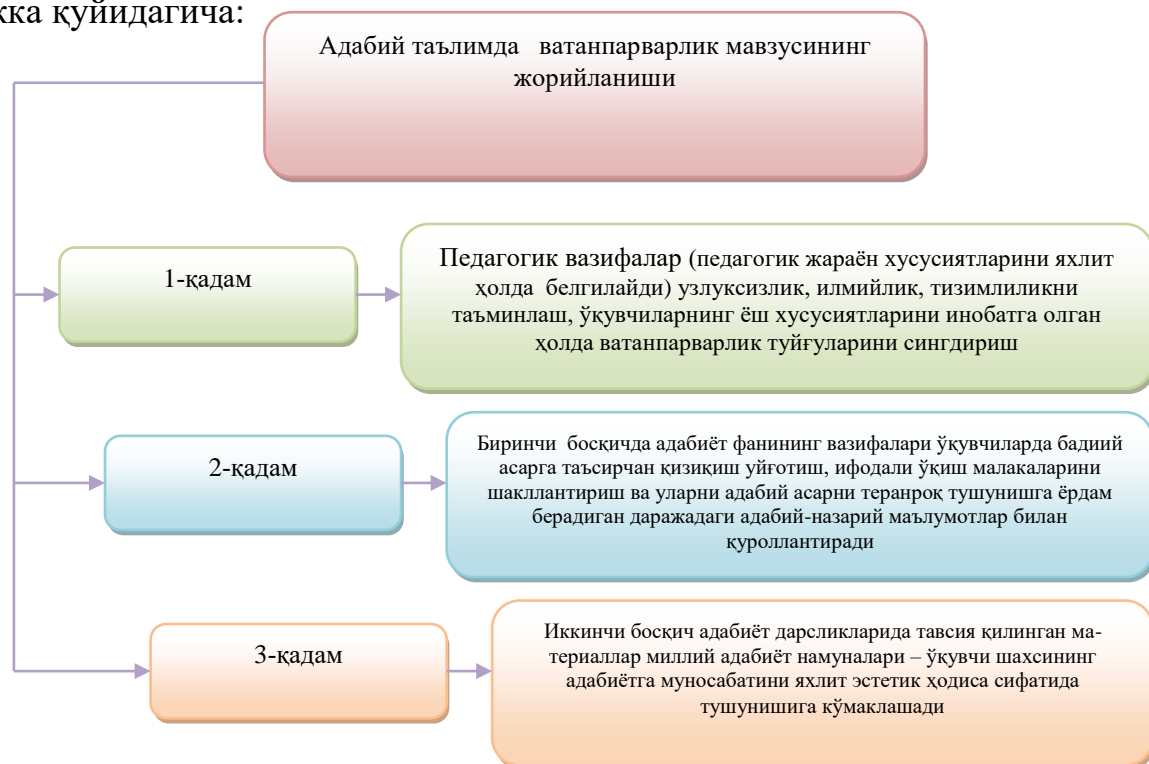 қуйидагича:
Адабий таълимда ватанпарварлик мавзусининг
жорийланиши
1-қадам
Педагогик вазифалар (педагогик жараён хусусиятларини яхлит
ҳолда белгилайди) узлуксизлик, илмийлик, тизимлиликни
таъминлаш, ўқувчиларнинг ёш хусусиятларини инобатга олган
ҳолда ватанпарварлик туйғуларини сингдириш
2-қадам
Биринчи босқичда адабиёт фанининг вазифалари ўқувчиларда бадиий
асарга таъсирчан қизиқиш уйғотиш, ифодали ўқиш малакаларини
шакллантириш ва уларни адабий асарни теранроқ тушунишга ёрдам
берадиган даражадаги адабий-назарий маълумотлар билан
қуроллантиради
3-қадам
Иккинчи босқич адабиёт дарсликларида тавсия қилинган ма-
териаллар миллий адабиёт намуналари – ўқувчи шахсининг
адабиётга муносабатини яхлит эстетик ҳодиса сифатида
тушунишига кўмаклашади